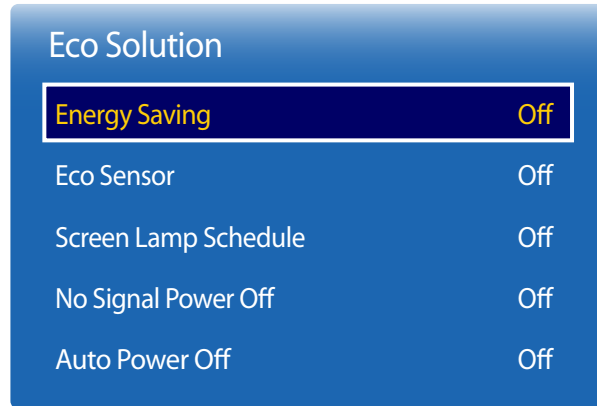 Eco Solution
Energy Saving Off
Eco Sensor Off
Screen Lamp Schedule Off
No Signal Power Off Off
Auto Power Off Off